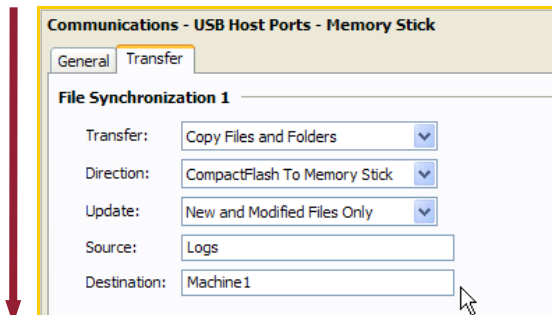 Communications - USB Host Ports - Memory Stick
General Transfer
File Synchronization 1
Transfer: Copy Files and Folders
Direction: CompactFlash To Memory Stick
Update: New and Modified Files Only
Source: Logs
Destination: Machine1